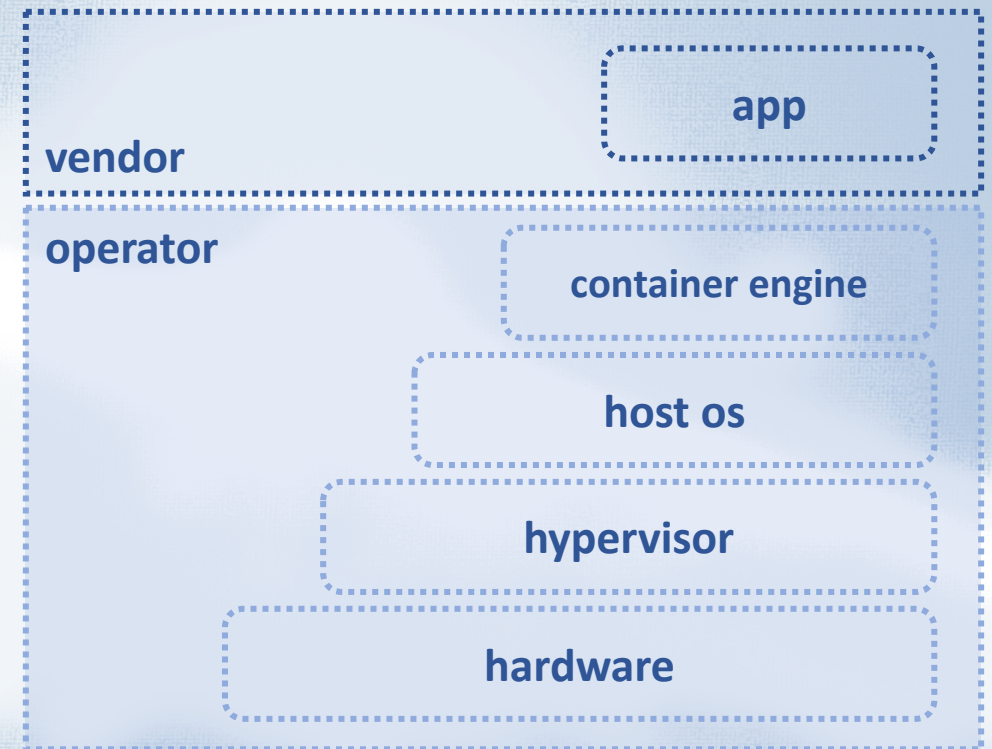 app
vendor
operator
container engine
host os
hypervisor
hardware